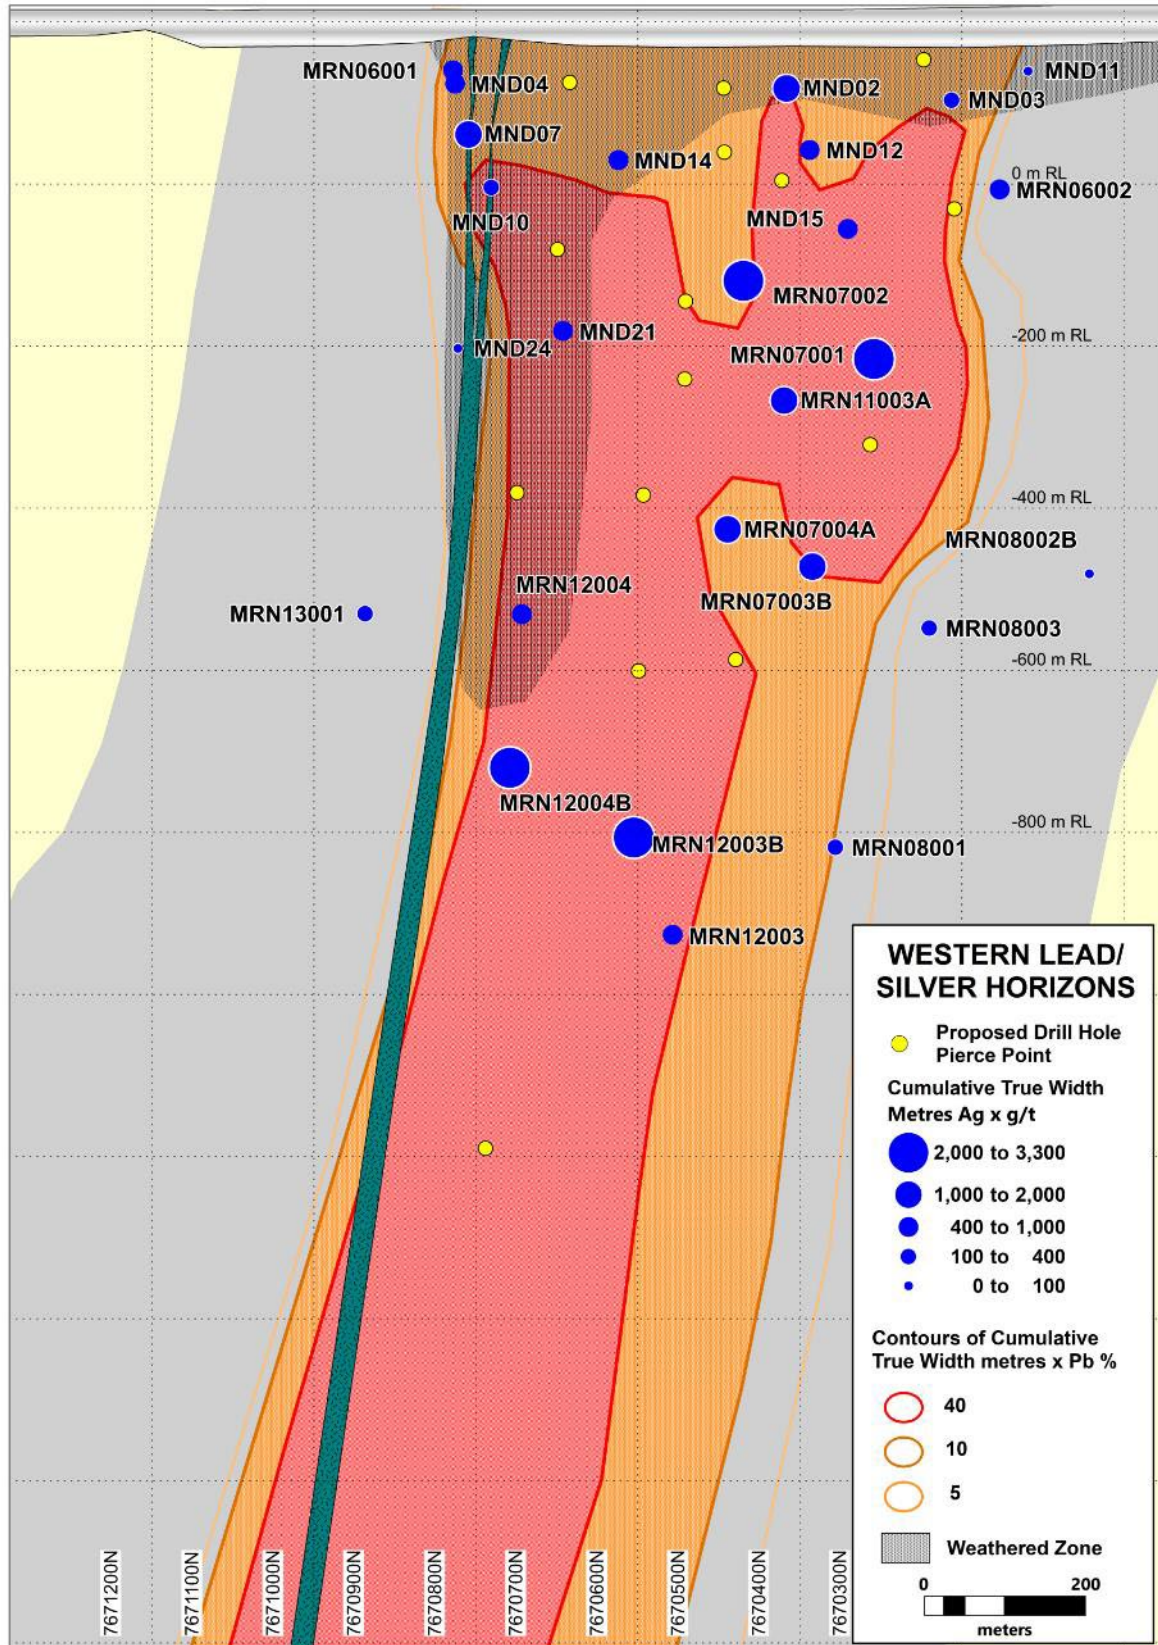 MRN06001
MND04
MND02
MND11
MND03
MND07
MND14
MND12
0 m RL
MRN06002
MND10
MND15
MRN07002
MND21
MND24
-200 m RL
MRN07001
MRN11003A
-400 m RL
MRN07004A
MRN08002B
MRN12004
MRN07003B
MRN13001
MRN08003
-600 m RL
MRN12004B
-800 m RL
MRN12003B
MRN08001
MRN12003
WESTERN LEAD/
SILVER HORIZONS
Proposed Drill Hole
Pierce Point
Cumulative True Width
Metres Ag x g/t
2,000 to 3,300
1,000 to 2,000
400 to 1,000
100 to 400
0 to 100
Contours of Cumulative
True Width metres x Pb %
40
10
5
Weathered Zone
0 200
meters
7671200N
7671100N
7671000N
7670900N
7670800N
7670700N
7670600N
7670500N
7670400N
7670300N